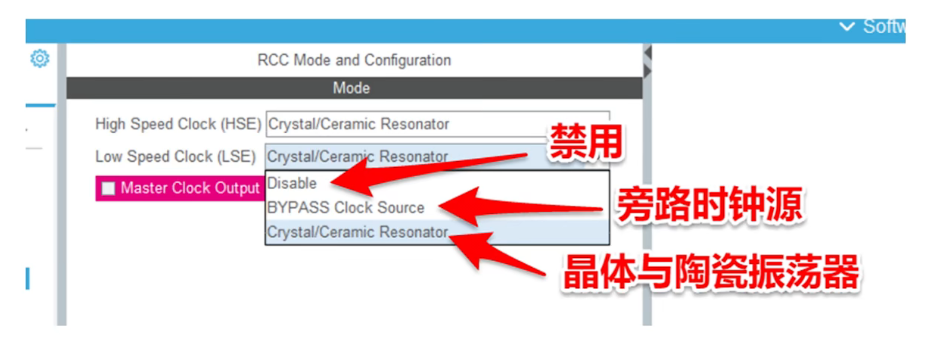 Softw
RCC Mode and Configuration
Mode
High Speed Clock (HSE) Crystal/Ceramic Resonator
禁用
Low Speed Clock (LSE) Crystal/Ceramic Resonator
Master Clock Output Disable
BYPASS Clock Source
旁路时钟源
Crystal/Ceramic Resonator
晶体与陶瓷振荡器